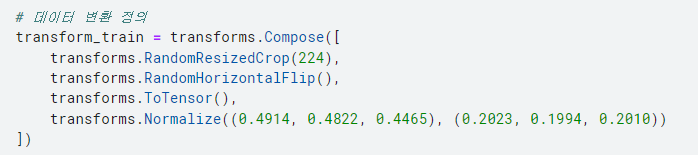 # 데이터 변환 정의
transform_train = transforms.Compose([
    transforms.RandomResizedCrop(224),
    transforms.RandomHorizontalFlip(),
    transforms.ToTensor(),
    transforms.Normalize((0.4914, 0.4822, 0.4465), (0.2023, 0.1994, 0.2010))
])